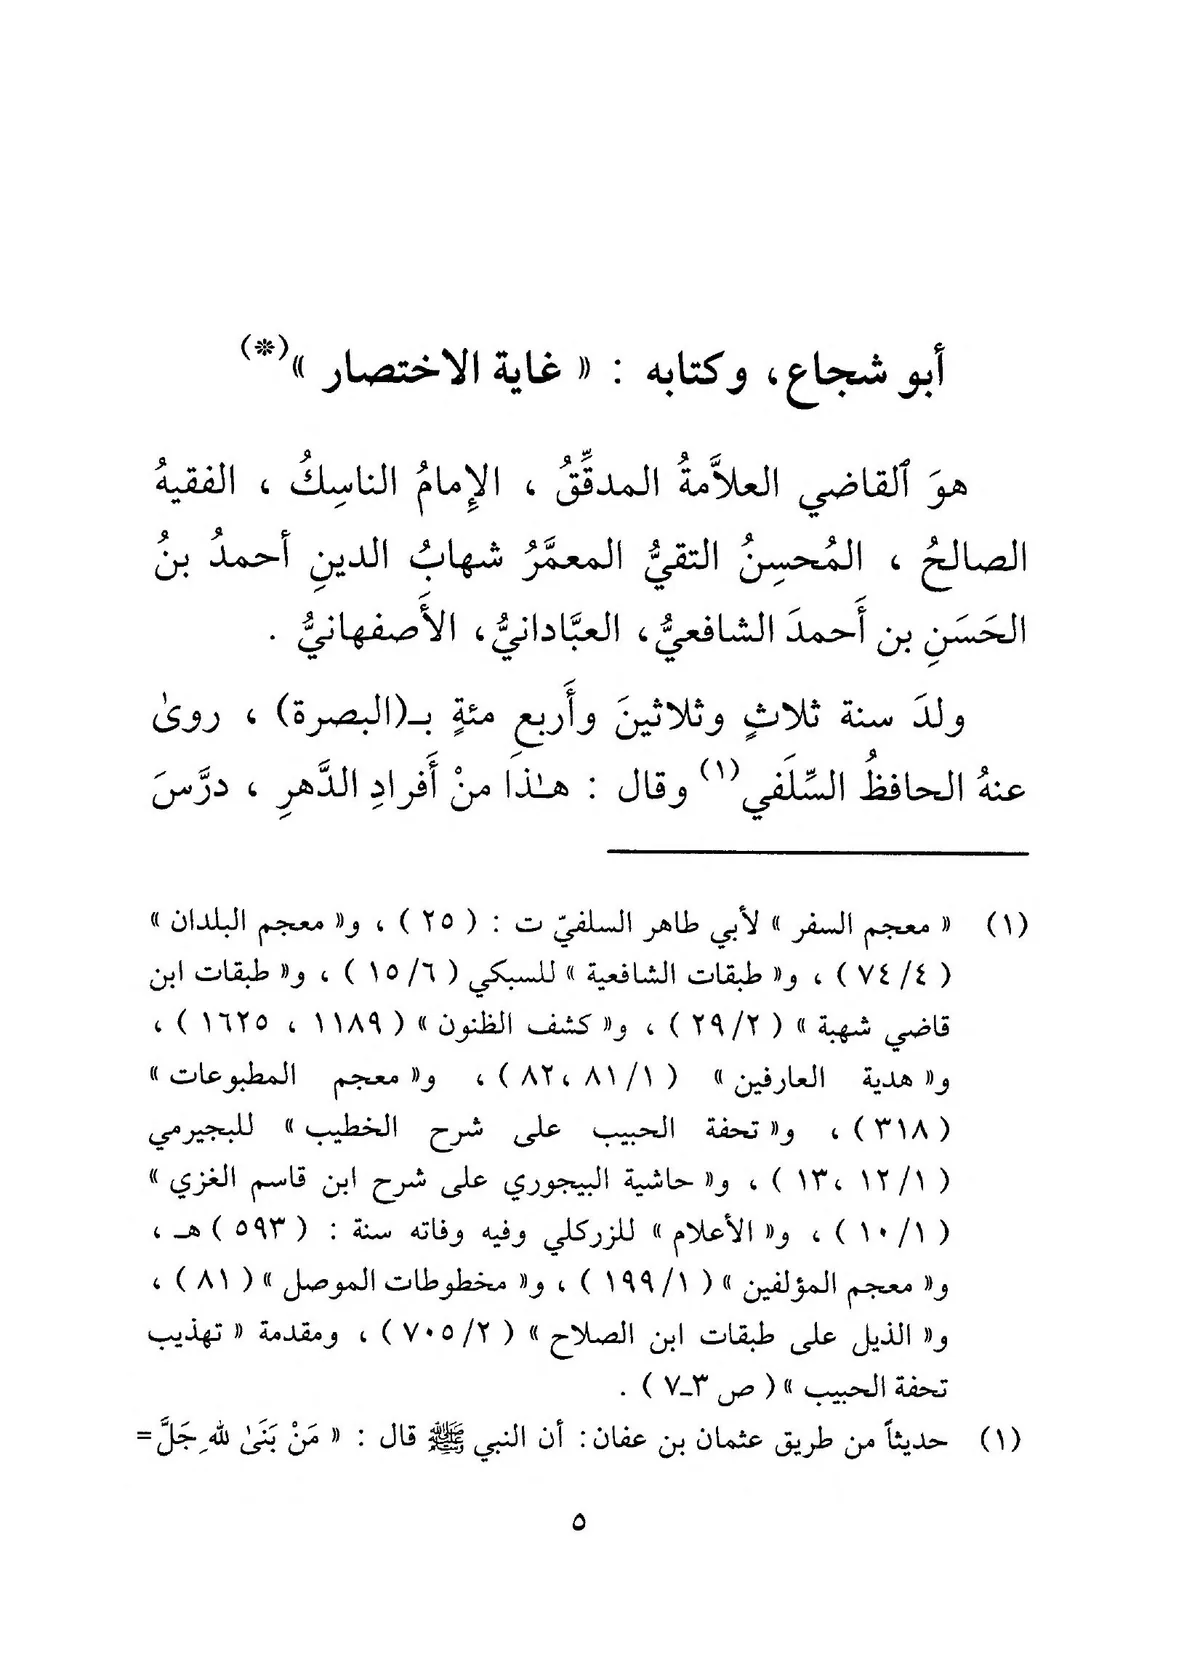 أبو شجاع، وكتابه : « غاية الاختصار »(❋)
هوَ ٱلقاضي العلاَّمةُ المدقِّقُ ، الإِمامُ الناسِكُ ، الفقيهُ
الصالحُ ، المُحسِنُ التقيُّ المعمَّرُ شهابُ الدينِ أحمدُ بنُ
الحَسَنِ بن أَحمدَ الشافعيُّ، العبَّادانيُّ، الأَصفهانيُّ .
ولدَ سنة ثلاثٍ وثلاثينَ وأَربعِ مئةٍ بـ(البصرة) ، روىٰ
عنهُ الحافظُ السِّلَفي(١) وقال : هـٰذا منْ أَفرادِ الدَّهرِ ، درَّسَ
(١) « معجم السفر » لأبي طاهر السلفيّ ت : ( ٢٥ ) ، و« معجم البلدان »
( ٤/ ٧٤ ) ، و« طبقات الشافعية » للسبكي ( ٦/ ١٥ ) ، و« طبقات ابن
قاضي شهبة » ( ٢/ ٢٩ ) ، و« كشف الظنون » ( ١١٨٩ ، ١٦٢٥ ) ،
و« هدية العارفين » ( ١/ ٨١ ،٨٢ ) ، و« معجم المطبوعات »
( ٣١٨ ) ، و« تحفة الحبيب على شرح الخطيب » للبجيرمي
( ١/ ١٢ ،١٣ ) ، و« حاشية البيجوري على شرح ابن قاسم الغزي »
( ١/ ١٠ ) ، و« الأعلام » للزركلي وفيه وفاته سنة : ( ٥٩٣ ) هـ ،
و« معجم المؤلفين » ( ١/ ١٩٩ ) ، و« مخطوطات الموصل » ( ٨١ ) ،
و« الذيل على طبقات ابن الصلاح » ( ٢/ ٧٠٥ ) ، ومقدمة « تهذيب
تحفة الحبيب » ( ص ٣ـ٧ ) .
(١) حديثاً من طريق عثمان بن عفان : أن النبي ﷺ قال : « مَنْ بَنَىٰ للهِ جَلَّ =
٥